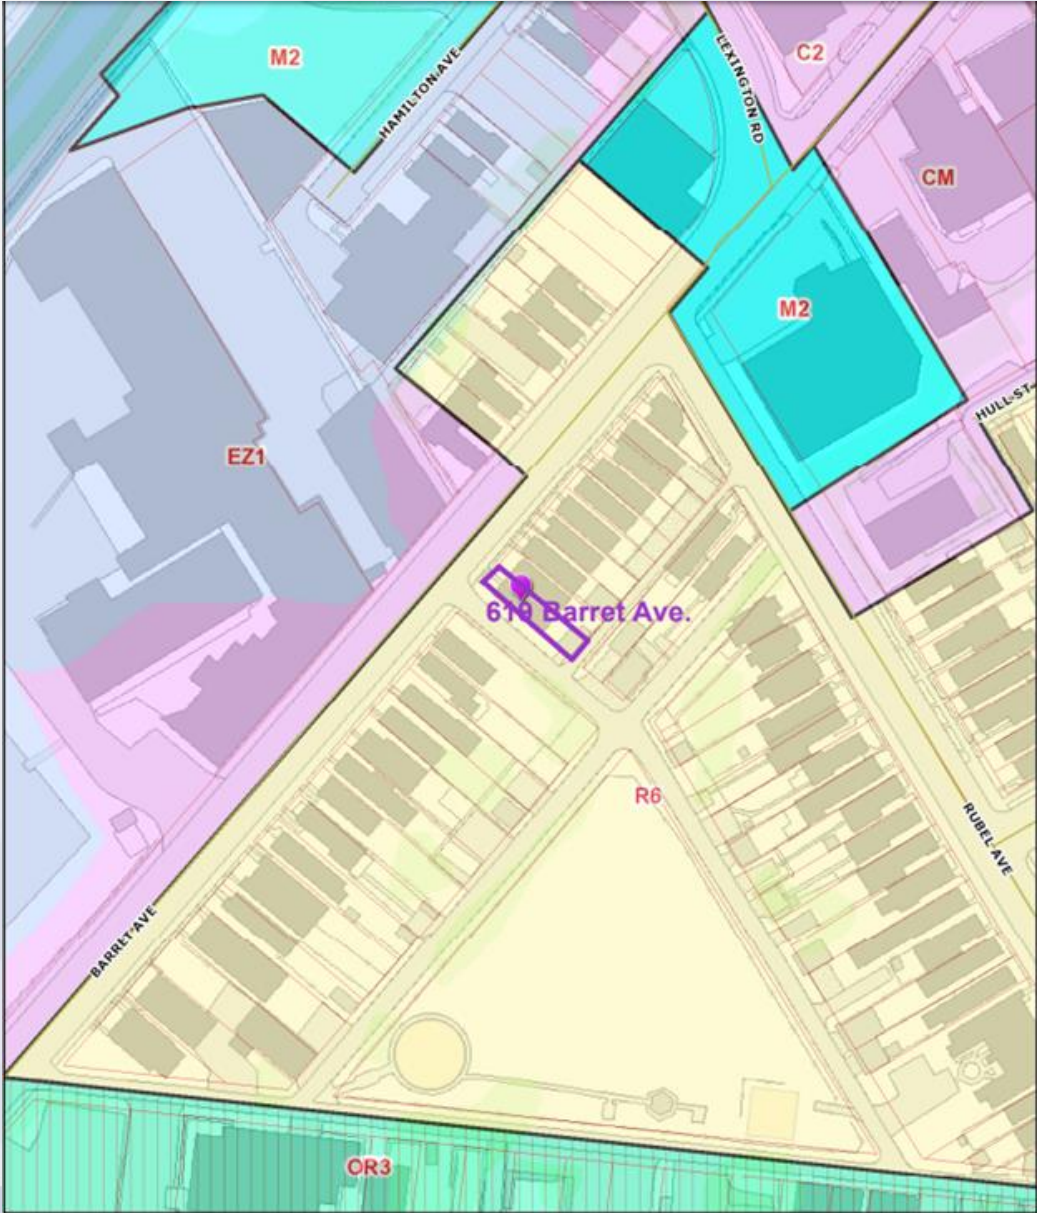 M2
HAMILTON AVE
LEXINGTON RD
C2
CM
M2
HULL ST
EZ1
619 Barret Ave.
R6
RUBEL AVE
BARRET AVE
OR3